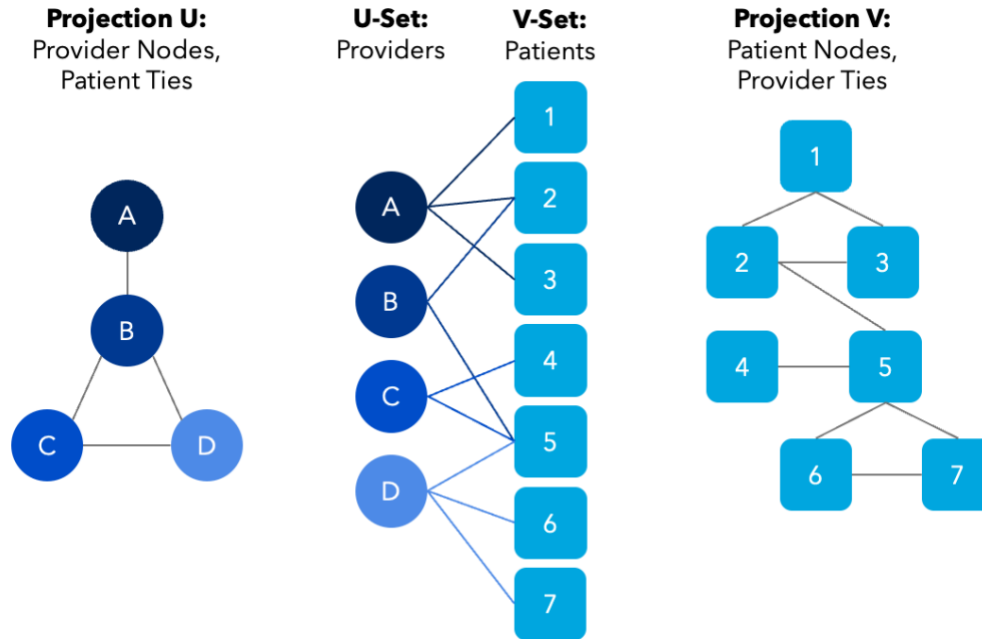 Projection U:
Provider Nodes,
Patient Ties
A
B
C
D
U-Set:
Providers
A
B
C
D
V-Set:
Patients
1
2
3
4
5
6
7
Projection V:
Patient Nodes,
Provider Ties
1
2
3
4
5
6
7